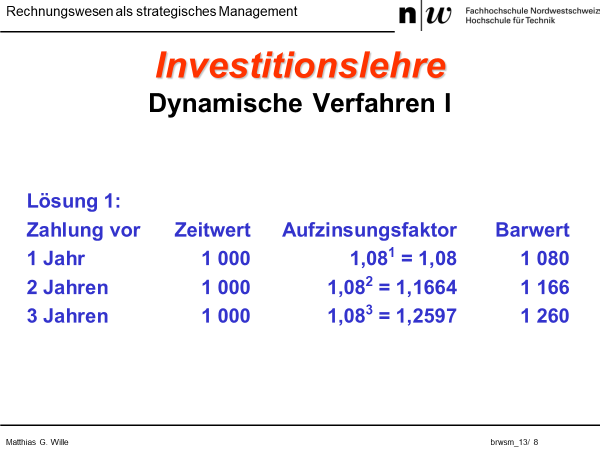 Rechnungswesen als strategisches Management
n|w Fachhochschule Nordwestschweiz
Hochschule für Technik
Investitionslehre
Dynamische Verfahren I
Lösung 1:
Zahlung vor Zeitwert Aufzinsungsfaktor Barwert
1 Jahr 1 000 1,08¹ = 1,08 1 080
2 Jahren 1 000 1,08² = 1,1664 1 166
3 Jahren 1 000 1,08³ = 1,2597 1 260
Matthias G. Wille brwsm_13/ 8